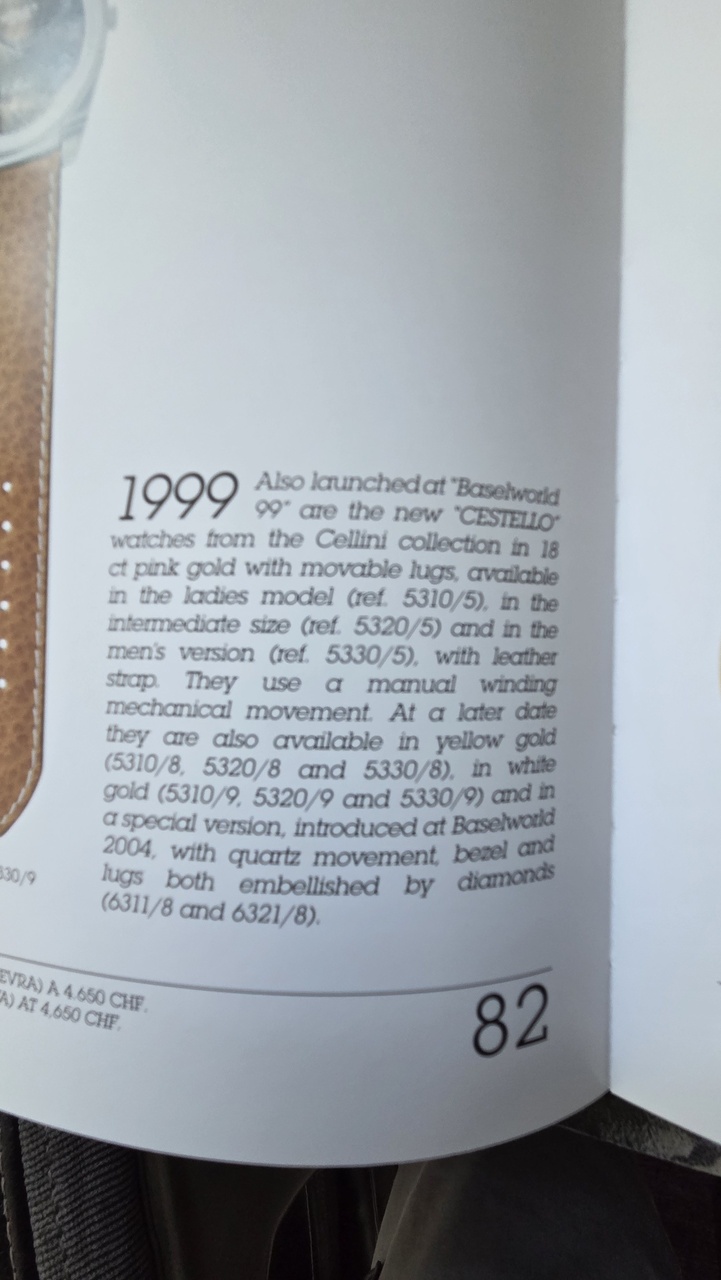 1999 Also launched at "Baselworld
99" are the new "CESTELLO"
watches from the Cellini collection in 18
ct pink gold with movable lugs, available
in the ladies model (ref. 5310/5), in the
intermediate size (ref. 5320/5) and in the
men's version (ref. 5330/5), with leather
strap. They use a manual winding
mechanical movement. At a later date
they are also available in yellow gold
(5310/8, 5320/8 and 5330/8), in white
gold (5310/9, 5320/9 and 5330/9) and in
a special version, introduced at Baselworld
2004, with quartz movement, bezel and
lugs both embellished by diamonds
(6311/8 and 6321/8).
330/9
EVRA) A 4.650 CHF.
A) AT 4,650 CHF.
82